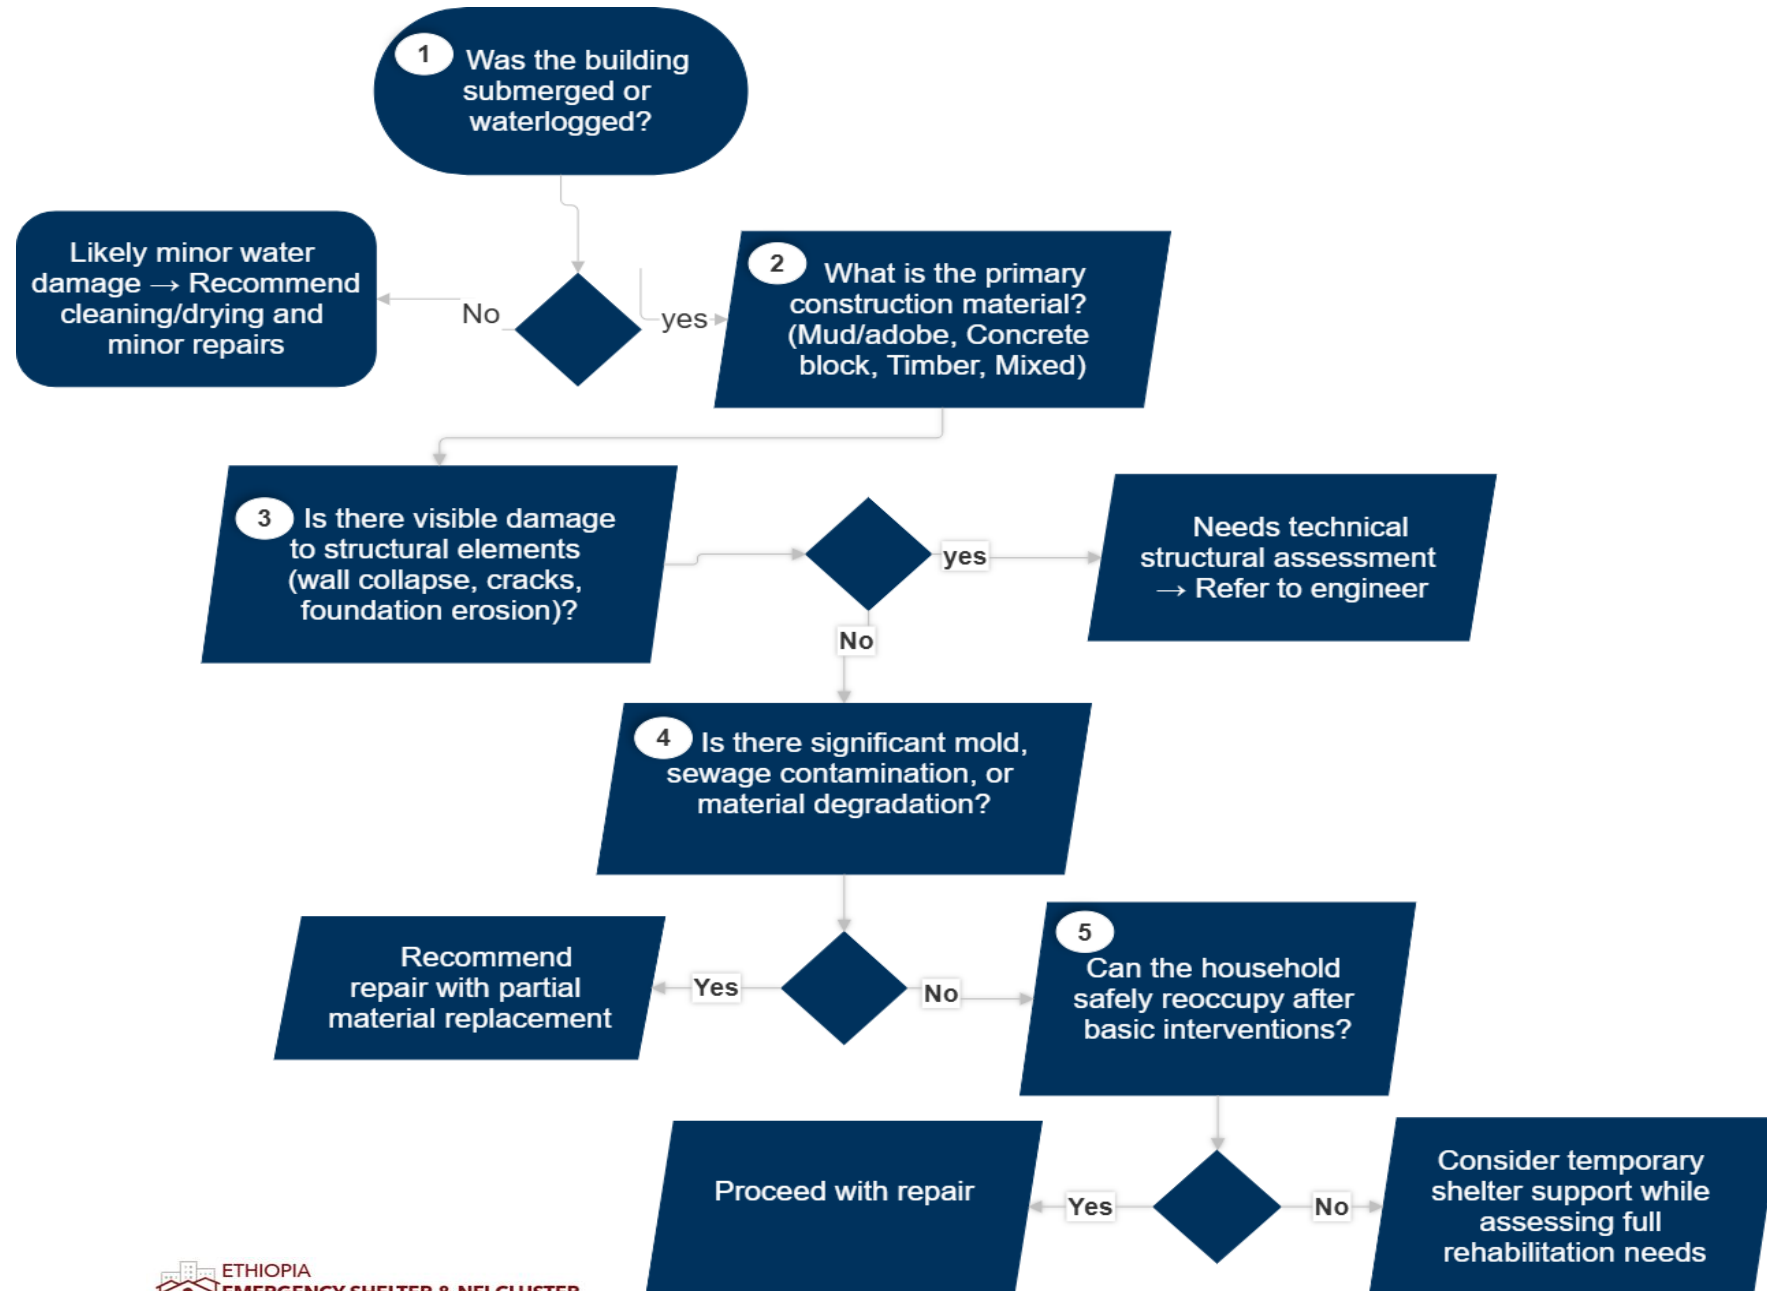 1 Was the building
submerged or
waterlogged?
Likely minor water
damage → Recommend
cleaning/drying and
minor repairs
No
yes
2 What is the primary
construction material?
(Mud/adobe, Concrete
block, Timber, Mixed)
3 Is there visible damage
to structural elements
(wall collapse, cracks,
foundation erosion)?
yes
Needs technical
structural assessment
→ Refer to engineer
No
4 Is there significant mold,
sewage contamination, or
material degradation?
Recommend
repair with partial
material replacement
Yes
No
5
Can the household
safely reoccupy after
basic interventions?
Proceed with repair
Yes
No
Consider temporary
shelter support while
assessing full
rehabilitation needs
ETHIOPIA
EMERGENCY SHELTER & NFI CLUSTER